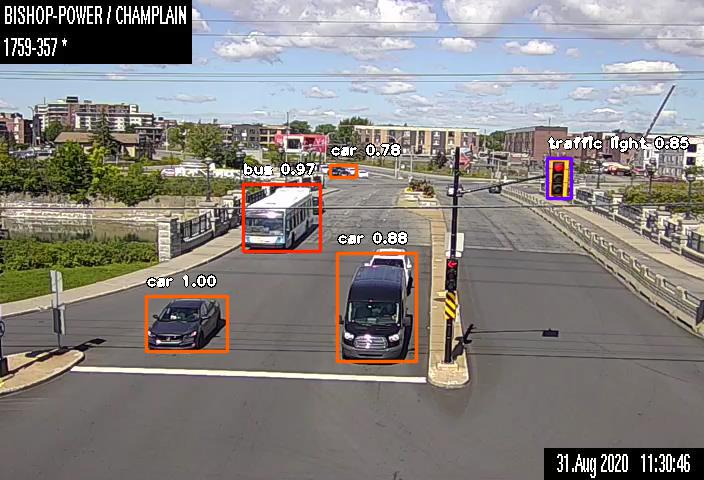 BISHOP-POWER / CHAMPLAIN
1759-357 *
traffic light 0.85
car 0.78
bus 0.97
car 0.88
car 1.00
31.Aug 2020 11:30:46